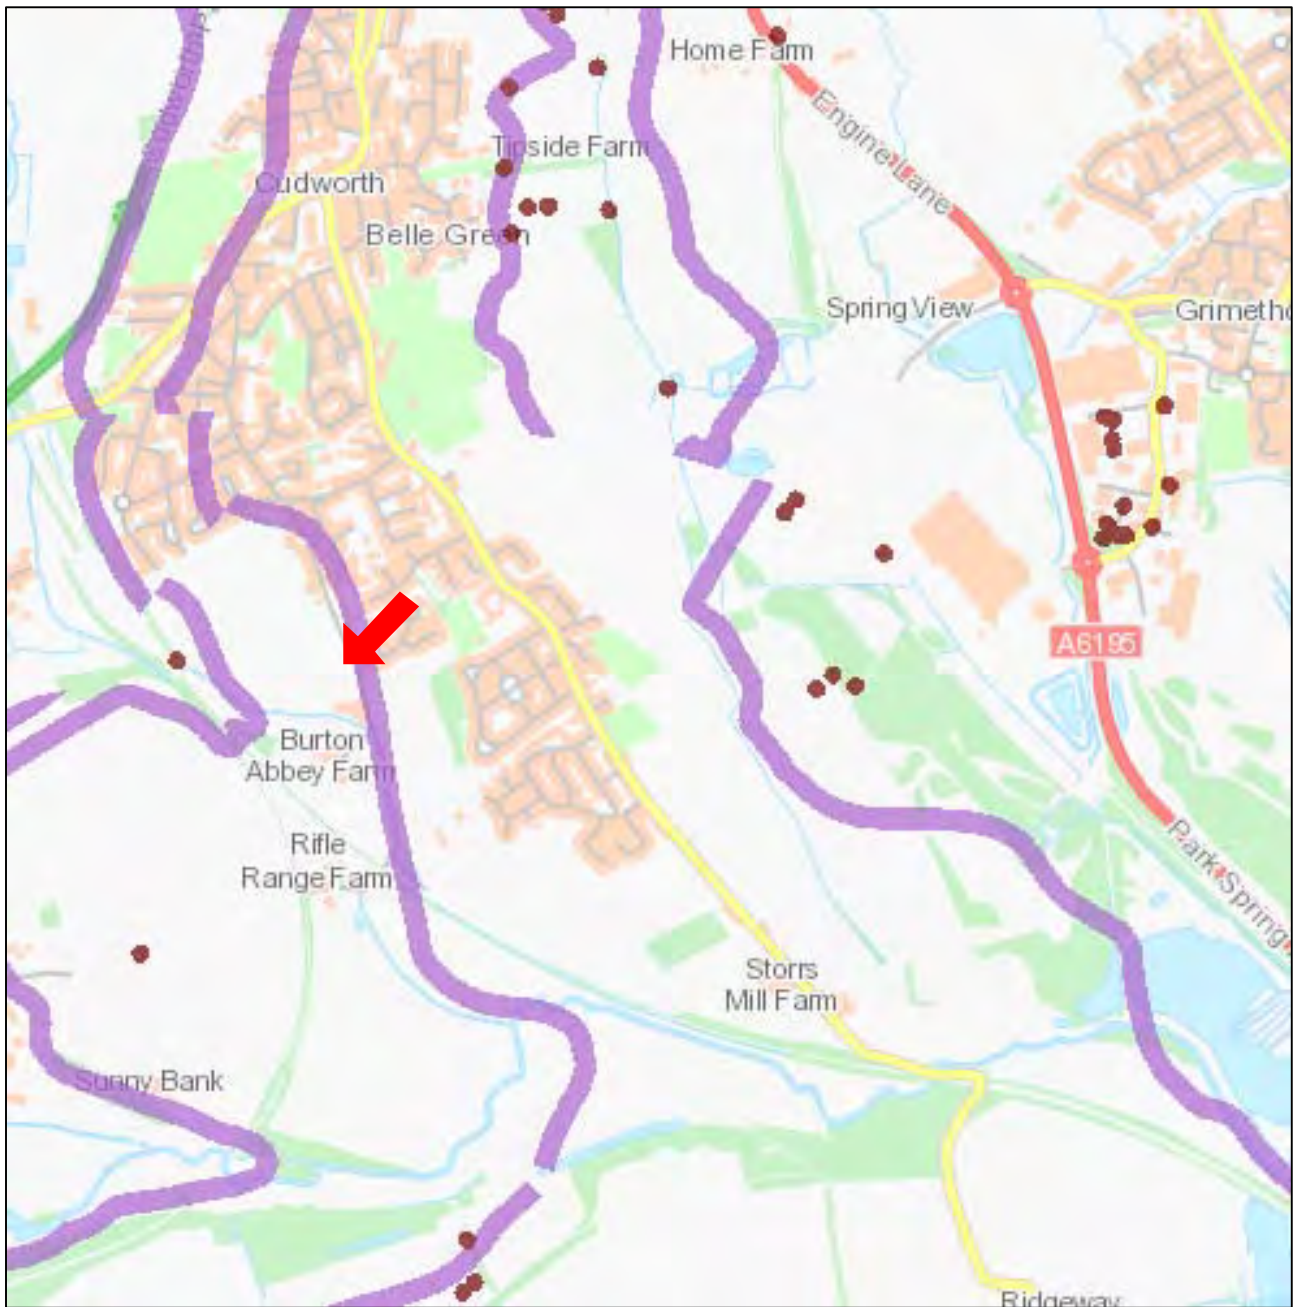 Home Farm
Engine Lane
Tipside Farm
Cudworth
Belle Green
Spring View
A6195
Burton
Abbey Farm
Rifle
Range Farm
Park Spring
Storrs
Mill Farm
Sunny Bank
Ridgeway